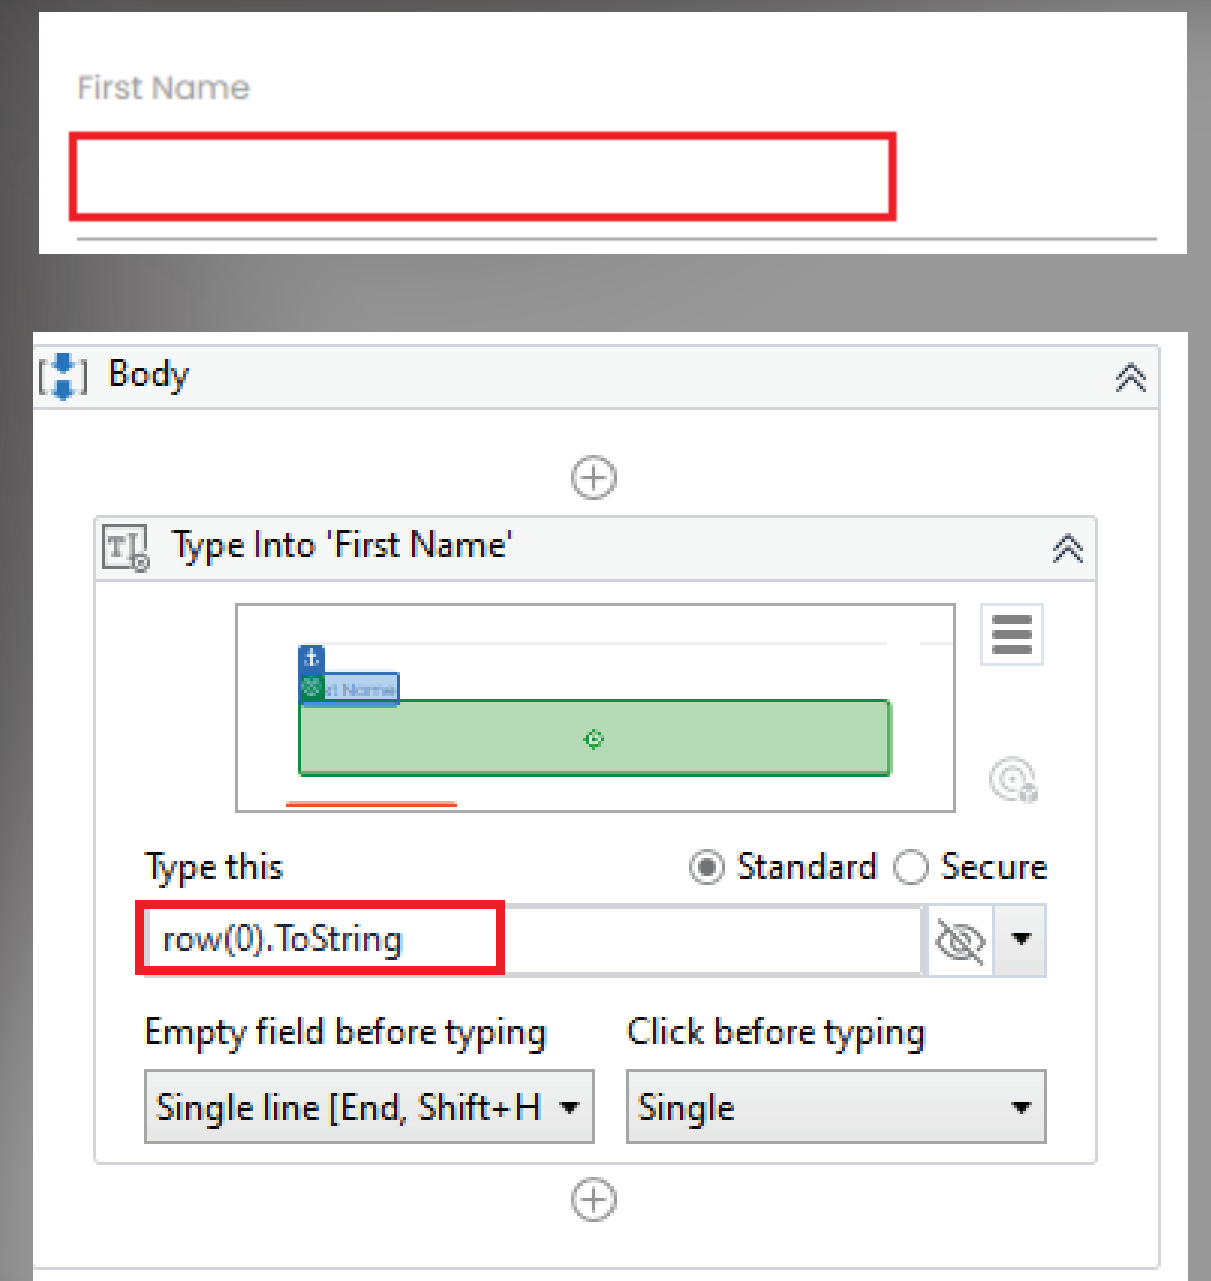 First Name
Body
Type Into 'First Name'
Name
Type this
Standard
Secure
row(0).ToString
Empty field before typing
Click before typing
Single line [End, Shift+H
Single